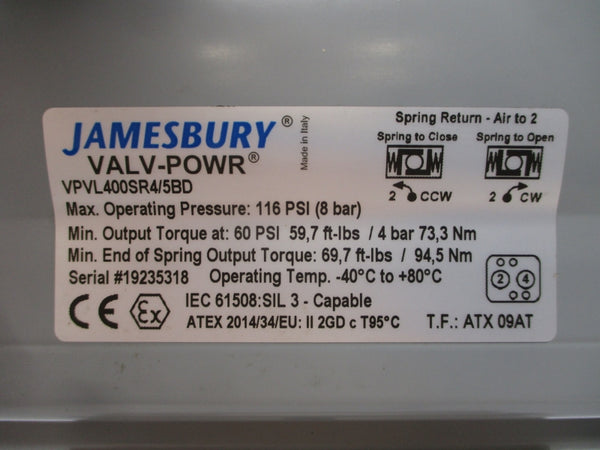 JAMESBURY®
VALV-POWR®
Made in Italy
Spring Return - Air to 2
Spring to Close
Spring to Open
2 CCW
2 CW
VPVL400SR4/5BD
Max. Operating Pressure: 116 PSI (8 bar)
Min. Output Torque at: 60 PSI 59,7 ft-lbs / 4 bar 73,3 Nm
Min. End of Spring Output Torque: 69,7 ft-lbs / 94,5 Nm
Serial #19235318 Operating Temp. -40°C to +80°C
2 4
CE Ex IEC 61508:SIL 3 - Capable
ATEX 2014/34/EU: II 2GD c T95°C T.F.: ATX 09AT